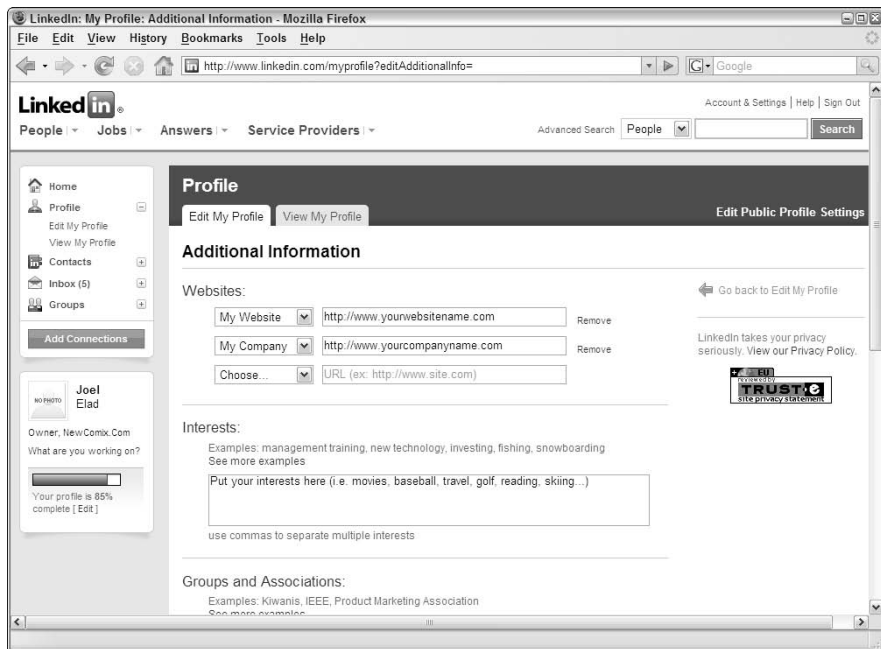 LinkedIn: My Profile: Additional Information - Mozilla Firefox
File Edit View History Bookmarks Tools Help
http://www.linkedin.com/myprofile?editAdditionalInfo=
G Google
Linked in
Account & Settings | Help | Sign Out
People Jobs Answers Service Providers
Advanced Search People Search
Home
Profile
Edit My Profile
View My Profile
Contacts
Inbox (5)
Groups
Add Connections
NO PHOTO
Joel
Elad
Owner, NewComix.Com
What are you working on?
Your profile is 85%
complete [ Edit ]
Profile
Edit My Profile View My Profile
Edit Public Profile Settings
Additional Information
Websites:
My Website http://www.yourwebsitename.com Remove
My Company http://www.yourcompanyname.com Remove
Choose... URL (ex: http://www.site.com)
Interests:
Examples: management training, new technology, investing, fishing, snowboarding
See more examples
Put your interests here (i.e. movies, baseball, travel, golf, reading, skiing...)
use commas to separate multiple interests
Groups and Associations:
Examples: Kiwanis, IEEE, Product Marketing Association
See more examples
Go back to Edit My Profile
LinkedIn takes your privacy
seriously. View our Privacy Policy.
EU
reviewed by
TRUST e
site privacy statement